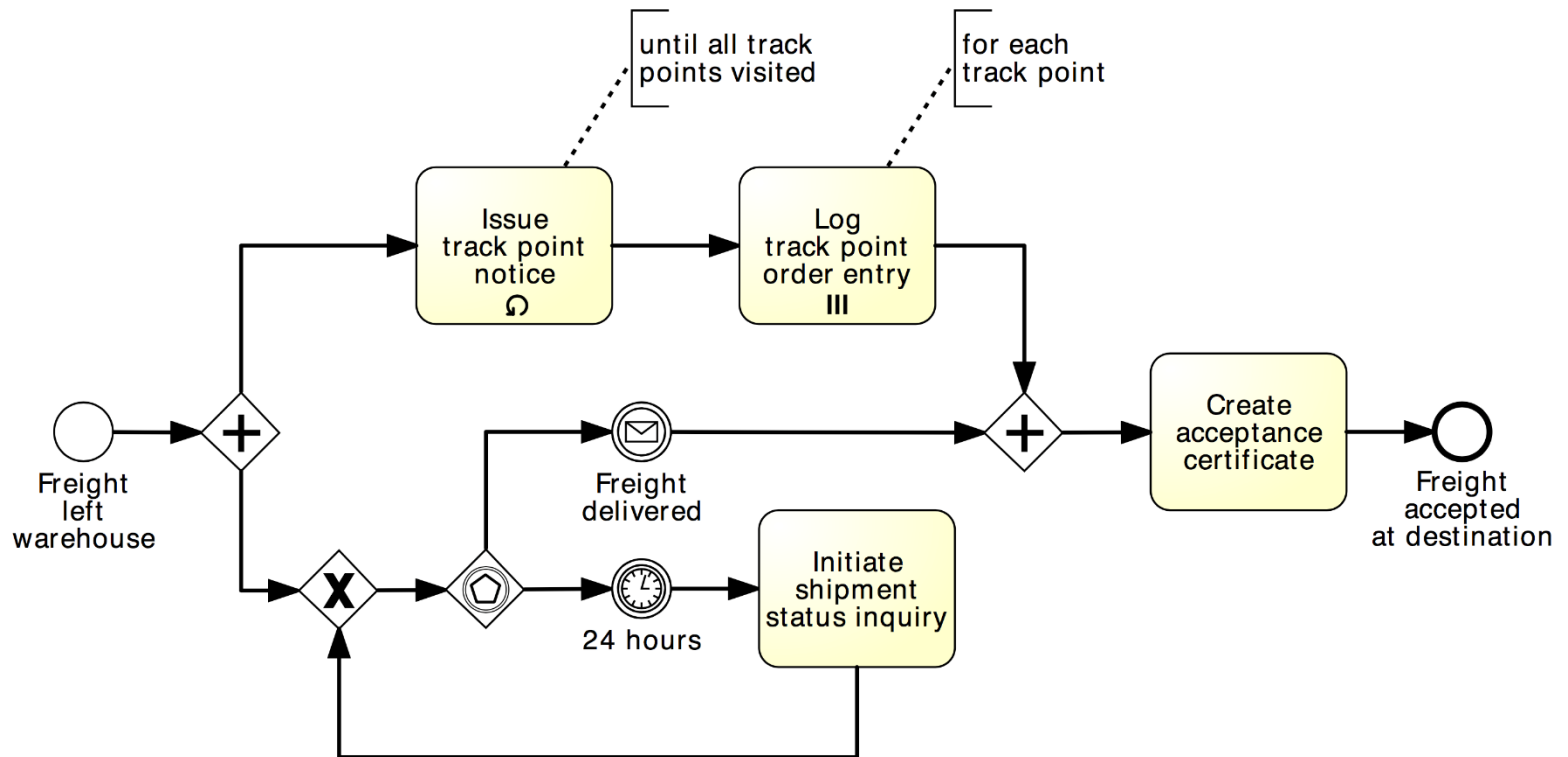 until all track
points visited
for each
track point
Issue
track point
notice
Log
track point
order entry
Freight
left
warehouse
Freight
delivered
Create
acceptance
certificate
Freight
accepted
at destination
24 hours
Initiate
shipment
status inquiry